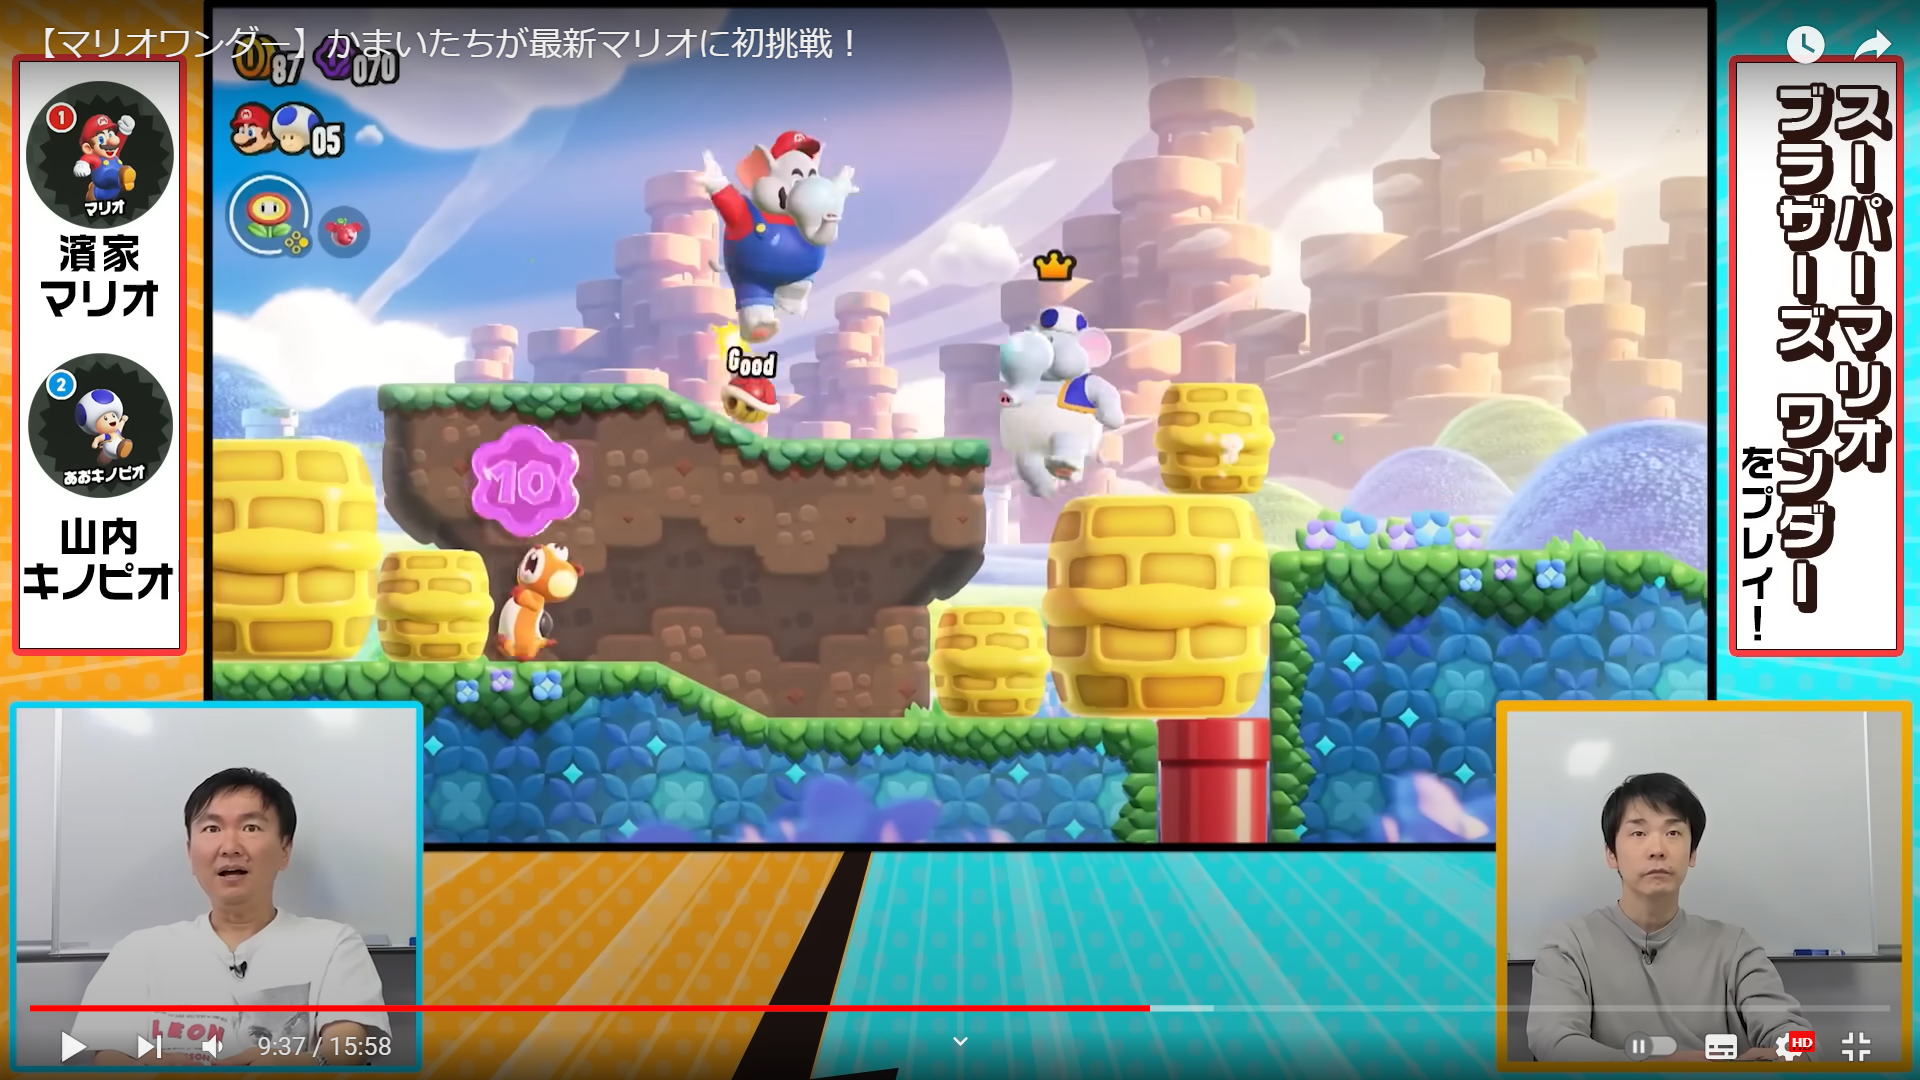 【マリオワンダー】かまいたちが最新マリオに初挑戦！
87
070
05
1
マリオ
濱家
マリオ
2
あおキノピオ
山内
キノピオ
Good
10
スーパーマリオ
ブラザーズ ワンダー
をプレイ！
LEON
9:37 / 15:58
HD